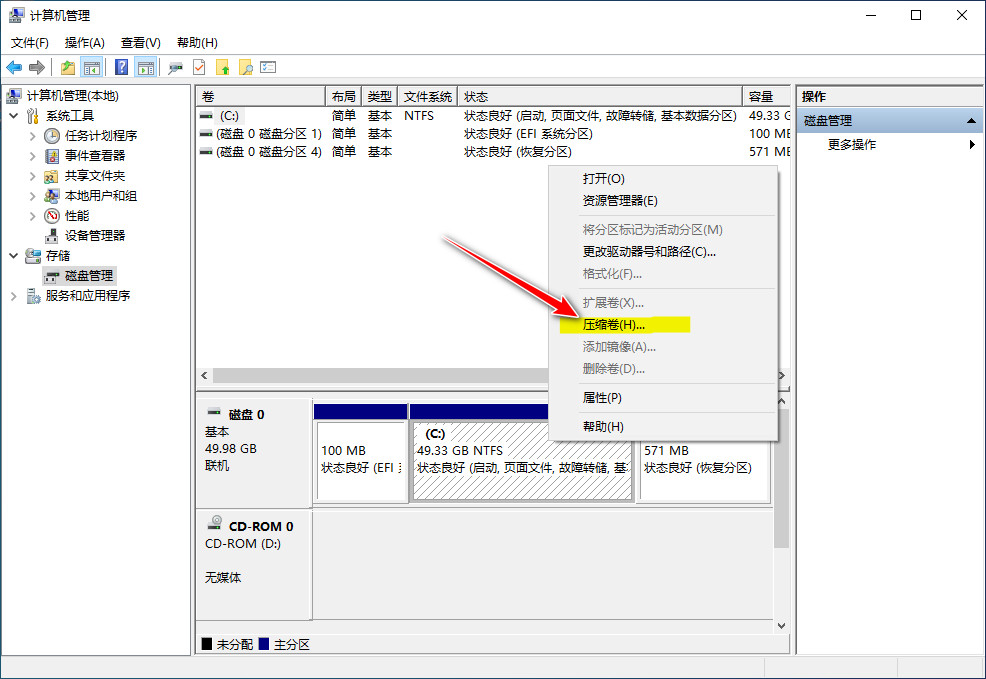 计算机管理
文件(F) 操作(A) 查看(V) 帮助(H)
计算机管理(本地)
系统工具
任务计划程序
事件查看器
共享文件夹
本地用户和组
性能
设备管理器
存储
磁盘管理
服务和应用程序
卷 布局 类型 文件系统 状态 容量
(C:) 简单 基本 NTFS 状态良好 (启动, 页面文件, 故障转储, 基本数据分区) 49.33 G
(磁盘 0 磁盘分区 1) 简单 基本 状态良好 (EFI 系统分区) 100 ME
(磁盘 0 磁盘分区 4) 简单 基本 状态良好 (恢复分区) 571 ME
打开(O)
资源管理器(E)
将分区标记为活动分区(M)
更改驱动器号和路径(C)...
格式化(F)...
扩展卷(X)...
压缩卷(H)...
添加镜像(A)...
删除卷(D)...
属性(P)
帮助(H)
磁盘 0
基本
49.98 GB
联机
100 MB
状态良好 (EFI
(C:)
49.33 GB NTFS
状态良好 (启动, 页面文件, 故障转储, 基
571 MB
状态良好 (恢复分区)
CD-ROM 0
CD-ROM (D:)
无媒体
未分配 主分区
操作
磁盘管理
更多操作